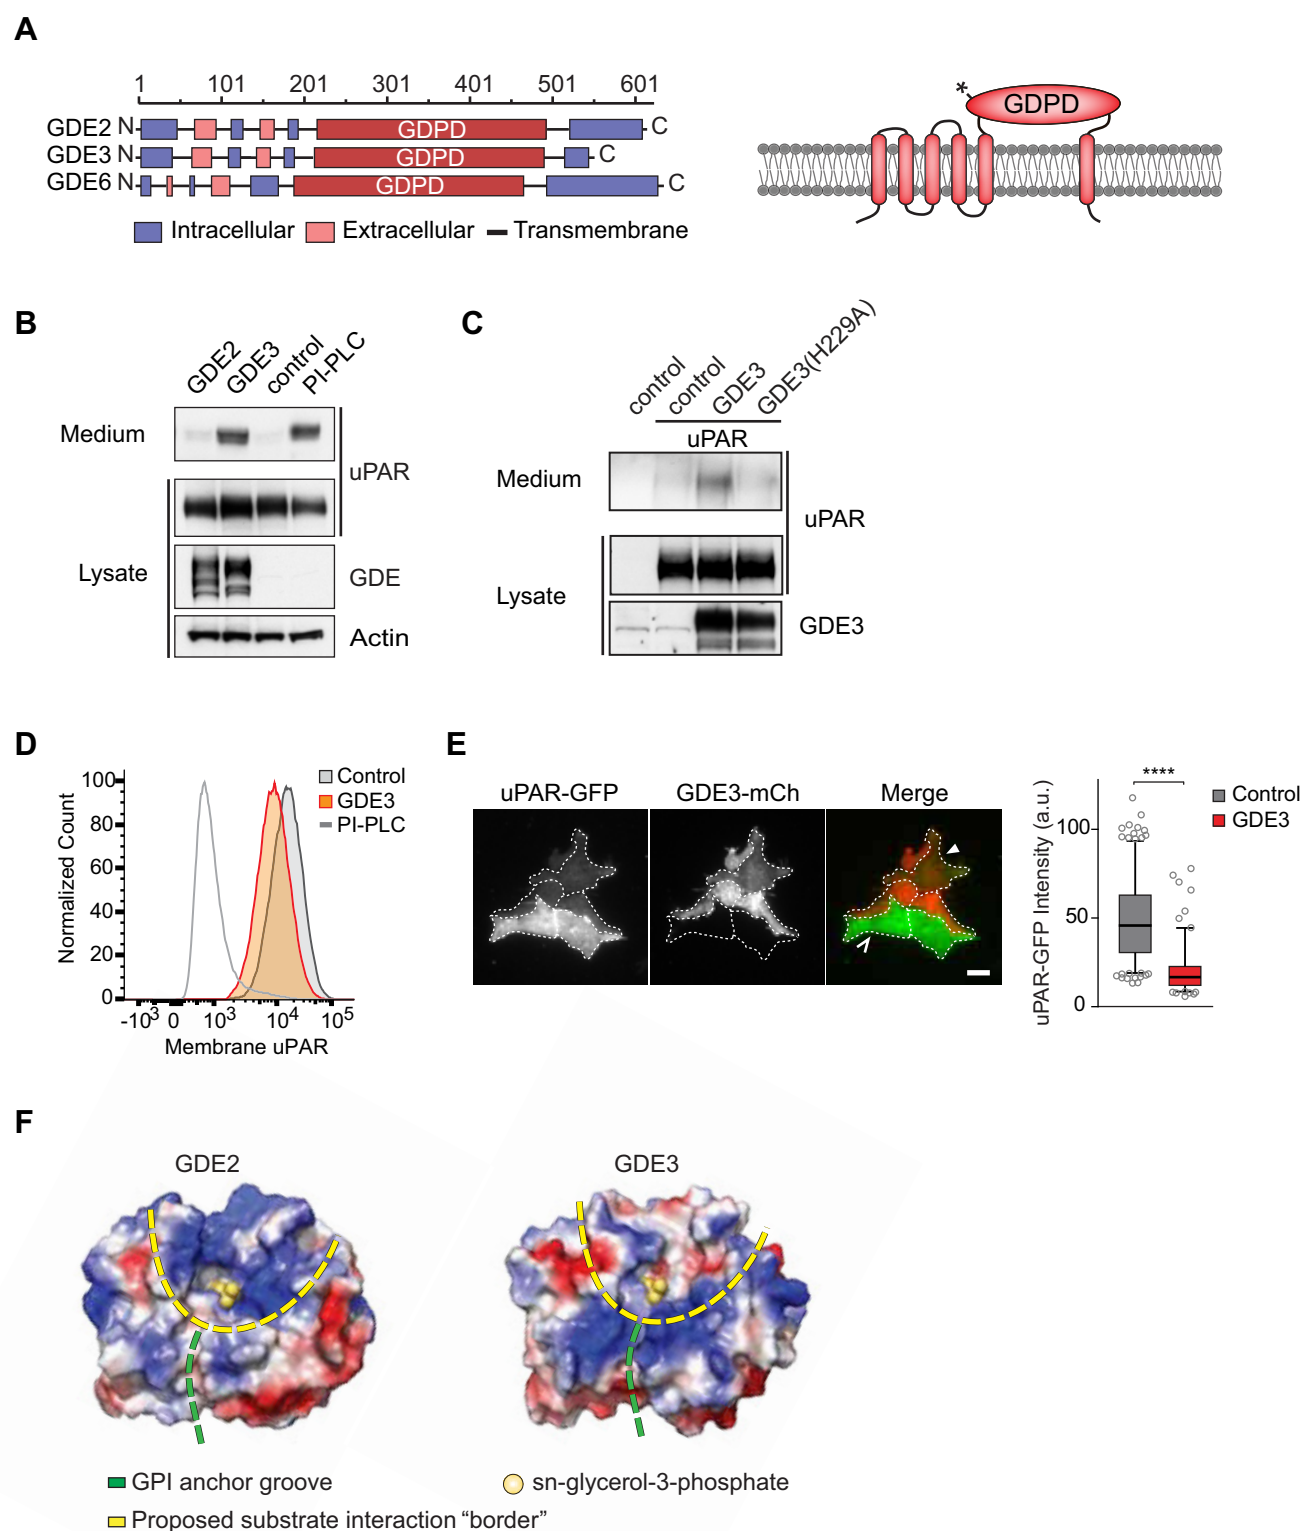 A
1 101 201 301 401 501 601
GDE2 N GDPD C
GDE3 N GDPD C
GDE6 N GDPD C
Intracellular Extracellular Transmembrane
* GDPD
B
GDE2 GDE3 control PI-PLC
Medium
uPAR
Lysate
GDE
Actin
C
control control GDE3 GDE3(H229A)
uPAR
Medium
uPAR
Lysate
GDE3
D
Normalized Count
100
80
60
40
20
0
-10³ 0 10³ 10⁴ 10⁵
Membrane uPAR
Control
GDE3
PI-PLC
E
uPAR-GFP GDE3-mCh Merge
uPAR-GFP Intensity (a.u.)
100
50
0
****
Control
GDE3
F
GDE2 GDE3
GPI anchor groove
sn-glycerol-3-phosphate
Proposed substrate interaction “border”